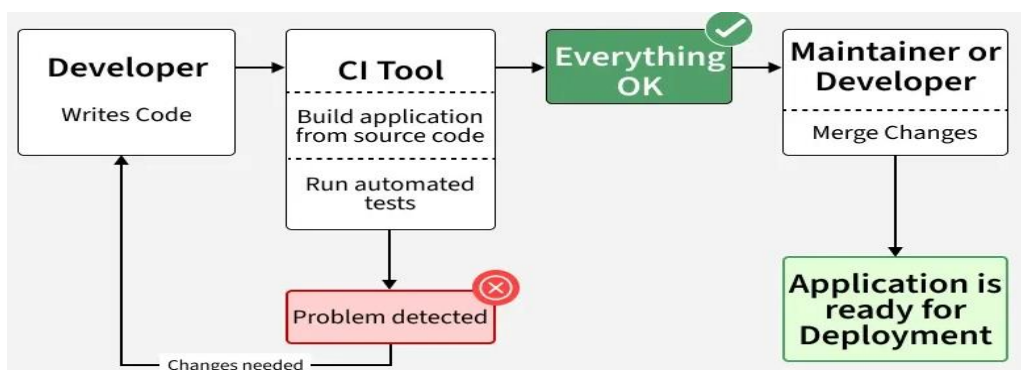 Developer
Writes Code
CI Tool
Build application
from source code
Run automated
tests
Everything
OK
Maintainer or
Developer
Merge Changes
Problem detected
Changes needed
Application is
ready for
Deployment